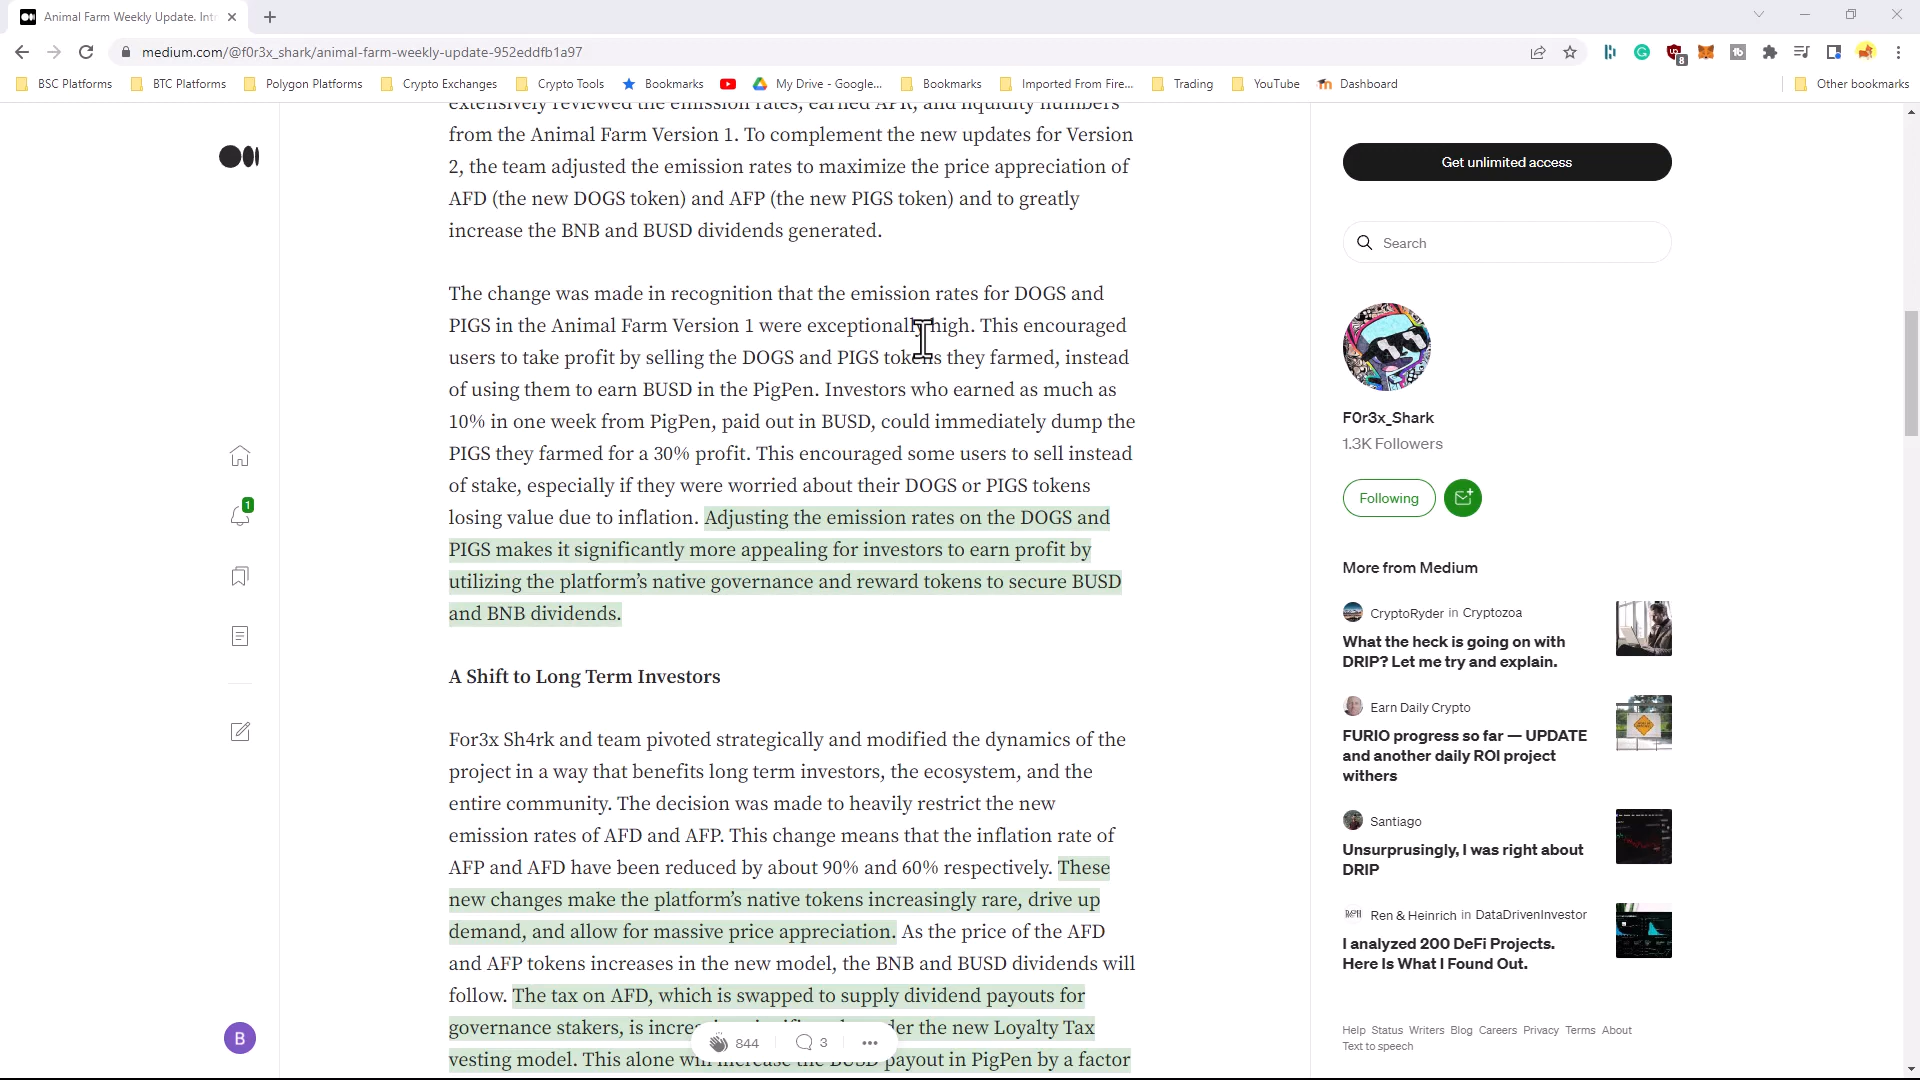 Animal Farm Weekly Update. Intr
medium.com/@f0r3x_shark/animal-farm-weekly-update-952eddfb1a97
8
BSC Platforms
BTC Platforms
Polygon Platforms
Crypto Exchanges
Crypto Tools
Bookmarks
My Drive - Google...
Bookmarks
Imported From Fire...
Trading
YouTube
Dashboard
Other bookmarks
extensively reviewed the emission rates, earned APR, and liquidity numbers
from the Animal Farm Version 1. To complement the new updates for Version
2, the team adjusted the emission rates to maximize the price appreciation of
AFD (the new DOGS token) and AFP (the new PIGS token) and to greatly
increase the BNB and BUSD dividends generated.
The change was made in recognition that the emission rates for DOGS and
PIGS in the Animal Farm Version 1 were exceptionally high. This encouraged
users to take profit by selling the DOGS and PIGS tokens they farmed, instead
of using them to earn BUSD in the PigPen. Investors who earned as much as
10% in one week from PigPen, paid out in BUSD, could immediately dump the
PIGS they farmed for a 30% profit. This encouraged some users to sell instead
of stake, especially if they were worried about their DOGS or PIGS tokens
losing value due to inflation. Adjusting the emission rates on the DOGS and
PIGS makes it significantly more appealing for investors to earn profit by
utilizing the platform's native governance and reward tokens to secure BUSD
and BNB dividends.
A Shift to Long Term Investors
For3x Sh4rk and team pivoted strategically and modified the dynamics of the
project in a way that benefits long term investors, the ecosystem, and the
entire community. The decision was made to heavily restrict the new
emission rates of AFD and AFP. This change means that the inflation rate of
AFP and AFD have been reduced by about 90% and 60% respectively. These
new changes make the platform's native tokens increasingly rare, drive up
demand, and allow for massive price appreciation. As the price of the AFD
and AFP tokens increases in the new model, the BNB and BUSD dividends will
follow. The tax on AFD, which is swapped to supply dividend payouts for
governance stakers, is the new Loyalty Tax
vesting model. This alone will increase the BUSD payout in PigPen by a factor
844
3
1
B
Get unlimited access
Search
F0r3x_Shark
1.3K Followers
Following
More from Medium
CryptoRyder in Cryptozoa
What the heck is going on with
DRIP? Let me try and explain.
Earn Daily Crypto
FURIO progress so far — UPDATE
and another daily ROI project
withers
Santiago
Unsurprusingly, I was right about
DRIP
Ren & Heinrich in DataDrivenInvestor
I analyzed 200 DeFi Projects.
Here Is What I Found Out.
Help Status Writers Blog Careers Privacy Terms About
Text to speech